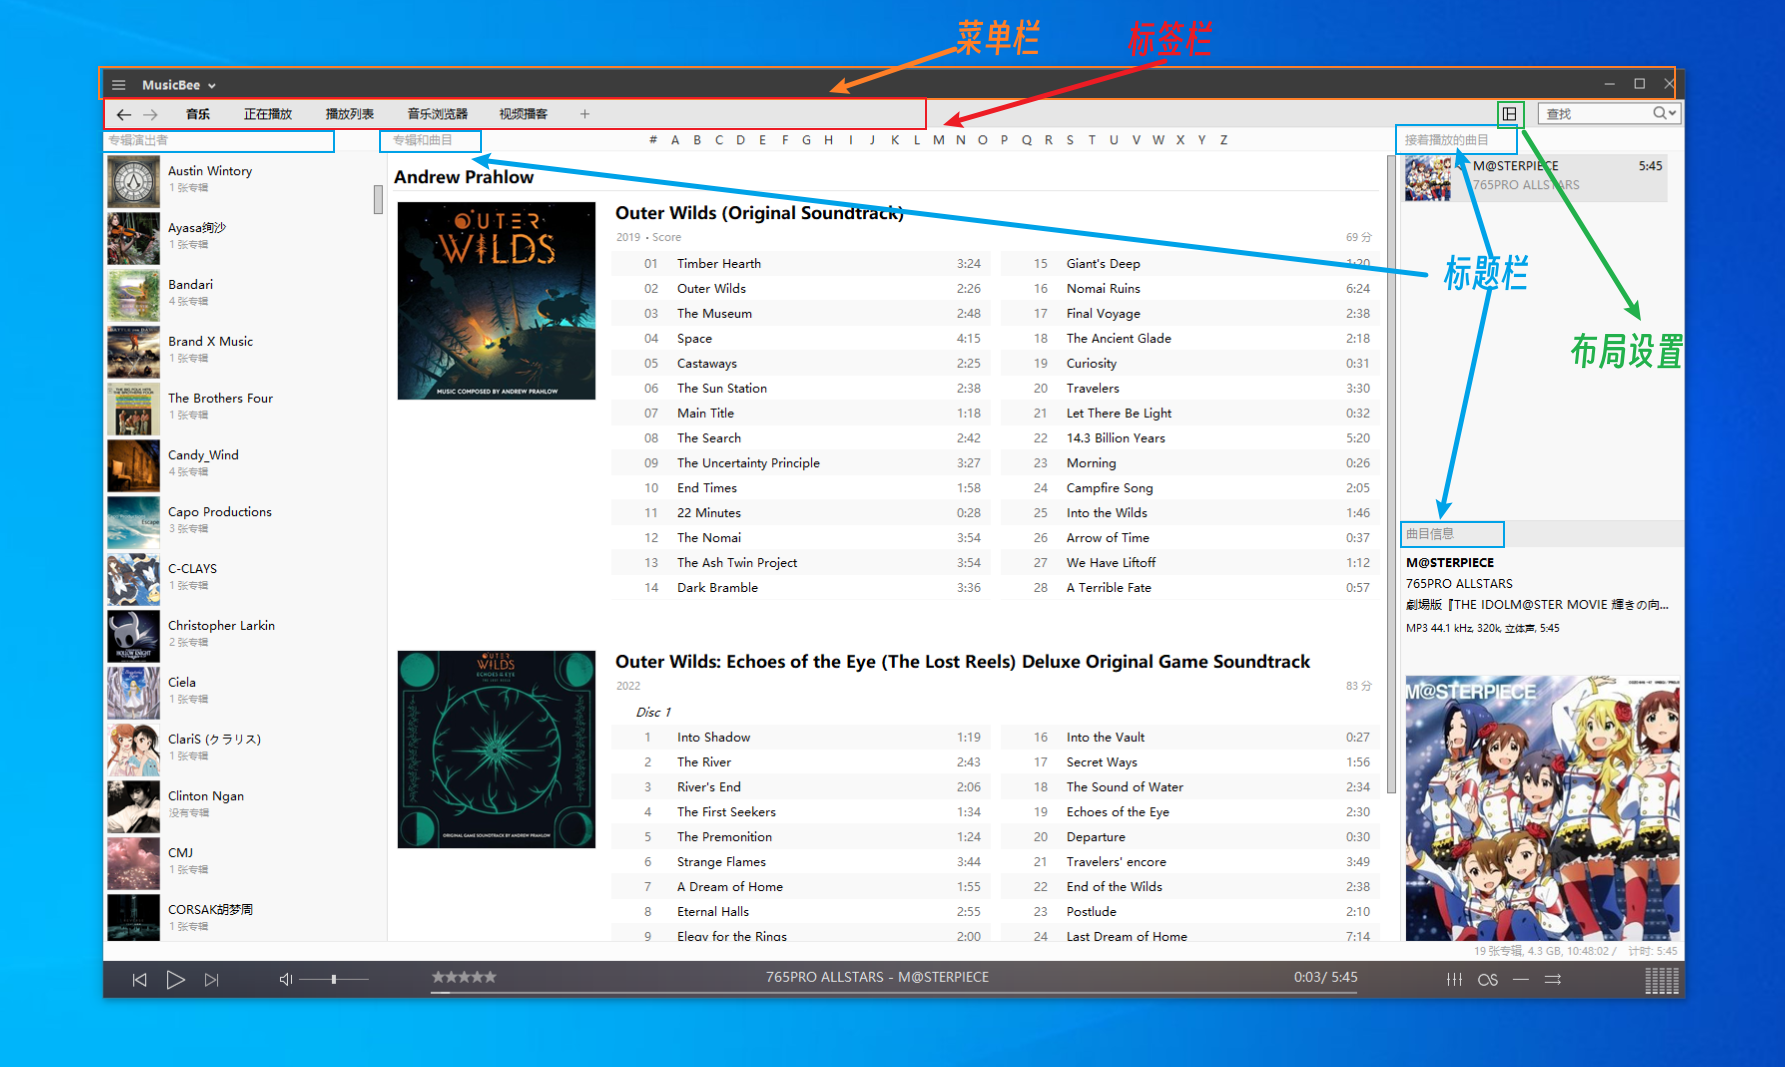 菜单栏
标签栏
MusicBee
音乐
正在播放
播放列表
音乐浏览器
视频播客
+
查找
专辑演出者
专辑和曲目
# A B C D E F G H I J K L M N O P Q R S T U V W X Y Z
接着播放的曲目
Austin Wintory
1 张专辑
Ayasa绚沙
1 张专辑
Bandari
4 张专辑
Brand X Music
1 张专辑
The Brothers Four
1 张专辑
Candy_Wind
4 张专辑
Capo Productions
3 张专辑
C-CLAYS
1 张专辑
Christopher Larkin
2 张专辑
Ciela
1 张专辑
ClariS (クラリス)
1 张专辑
Clinton Ngan
没有专辑
CMJ
1 张专辑
CORSAK胡梦周
1 张专辑
Andrew Prahlow
OUTER
WILDS
MUSIC COMPOSED BY ANDREW PRAHLOW
Outer Wilds (Original Soundtrack)
2019 • Score
69 分
01 Timber Hearth 3:24
02 Outer Wilds 2:26
03 The Museum 2:48
04 Space 4:15
05 Castaways 2:25
06 The Sun Station 2:38
07 Main Title 1:18
08 The Search 2:42
09 The Uncertainty Principle 3:27
10 End Times 1:58
11 22 Minutes 0:28
12 The Nomai 3:54
13 The Ash Twin Project 3:54
14 Dark Bramble 3:36
15 Giant's Deep 1:20
16 Nomai Ruins 6:24
17 Final Voyage 2:38
18 The Ancient Glade 2:18
19 Curiosity 0:31
20 Travelers 3:30
21 Let There Be Light 0:32
22 14.3 Billion Years 5:20
23 Morning 0:26
24 Campfire Song 2:05
25 Into the Wilds 1:46
26 Arrow of Time 0:37
27 We Have Liftoff 1:12
28 A Terrible Fate 0:57
OUTER
WILDS
ECHOES OF THE EYE
ORIGINAL GAME SOUNDTRACK BY ANDREW PRAHLOW
Outer Wilds: Echoes of the Eye (The Lost Reels) Deluxe Original Game Soundtrack
2022
83 分
Disc 1
1 Into Shadow 1:19
2 The River 2:43
3 River's End 2:06
4 The First Seekers 1:34
5 The Premonition 1:24
6 Strange Flames 3:44
7 A Dream of Home 1:55
8 Eternal Halls 2:55
9 Elegy for the Rings 2:00
16 Into the Vault 0:27
17 Secret Ways 1:56
18 The Sound of Water 2:34
19 Echoes of the Eye 2:30
20 Departure 0:30
21 Travelers' encore 3:49
22 End of the Wilds 2:38
23 Postlude 2:10
24 Last Dream of Home 7:14
M@STERPIECE 5:45
765PRO ALLSTARS
标题栏
布局设置
曲目信息
M@STERPIECE
765PRO ALLSTARS
劇場版『THE IDOLM@STER MOVIE 輝きの向...
MP3 44.1 kHz, 320k, 立体声, 5:45
M@STERPIECE
19 张专辑, 4.3 GB, 10:48:02 / 计时: 5:45
765PRO ALLSTARS - M@STERPIECE
0:03/ 5:45